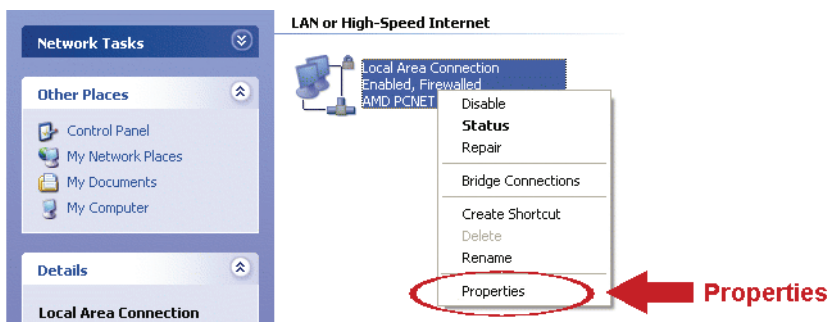 Network Tasks
Other Places
Control Panel
My Network Places
My Documents
My Computer
Details
Local Area Connection
LAN or High-Speed Internet
Local Area Connection
Enabled, Firewalled
AMD PCNET
Disable
Status
Repair
Bridge Connections
Create Shortcut
Delete
Rename
Properties
Properties